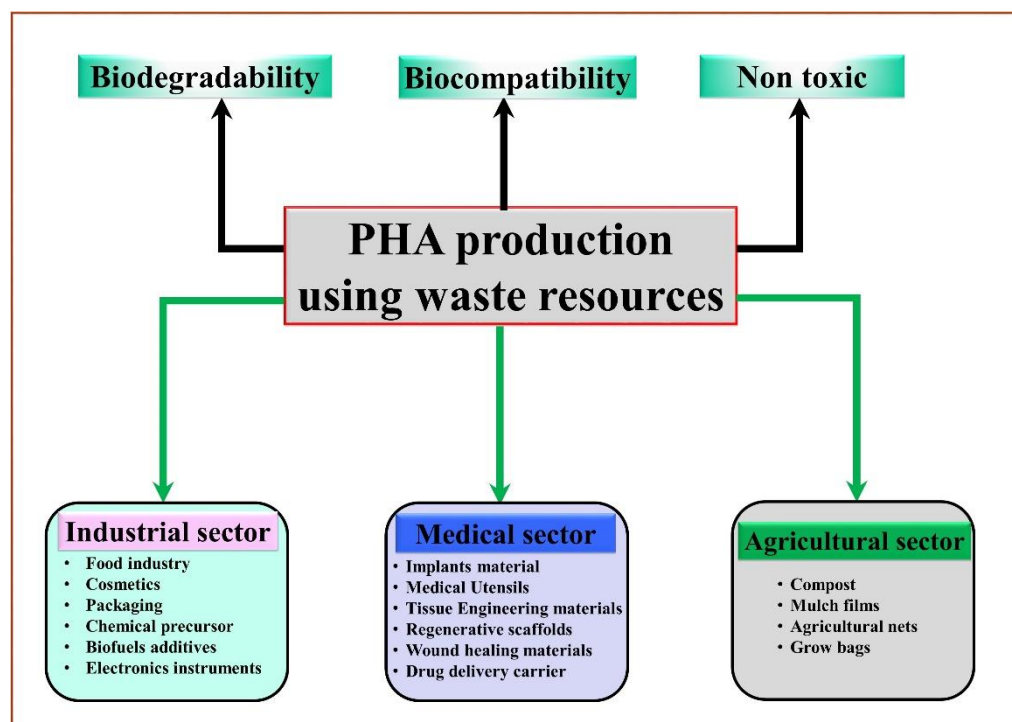 Biodegradability
Biocompatibility
Non toxic
PHA production
using waste resources
Industrial sector
• Food industry
• Cosmetics
• Packaging
• Chemical precursor
• Biofuels additives
• Electronics instruments
Medical sector
• Implants material
• Medical Utensils
• Tissue Engineering materials
• Regenerative scaffolds
• Wound healing materials
• Drug delivery carrier
Agricultural sector
• Compost
• Mulch films
• Agricultural nets
• Grow bags